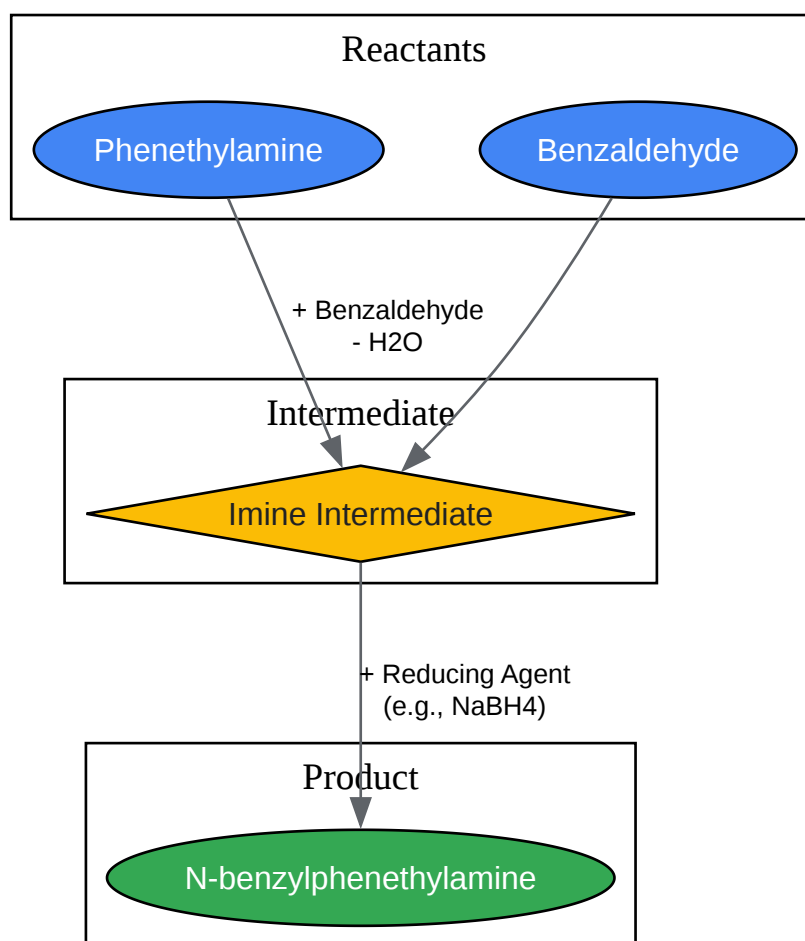 Reactants
Phenethylamine
Benzaldehyde
+ Benzaldehyde
- H2O
Intermediate
Imine Intermediate
+ Reducing Agent
(e.g., NaBH4)
Product
N-benzylphenethylamine